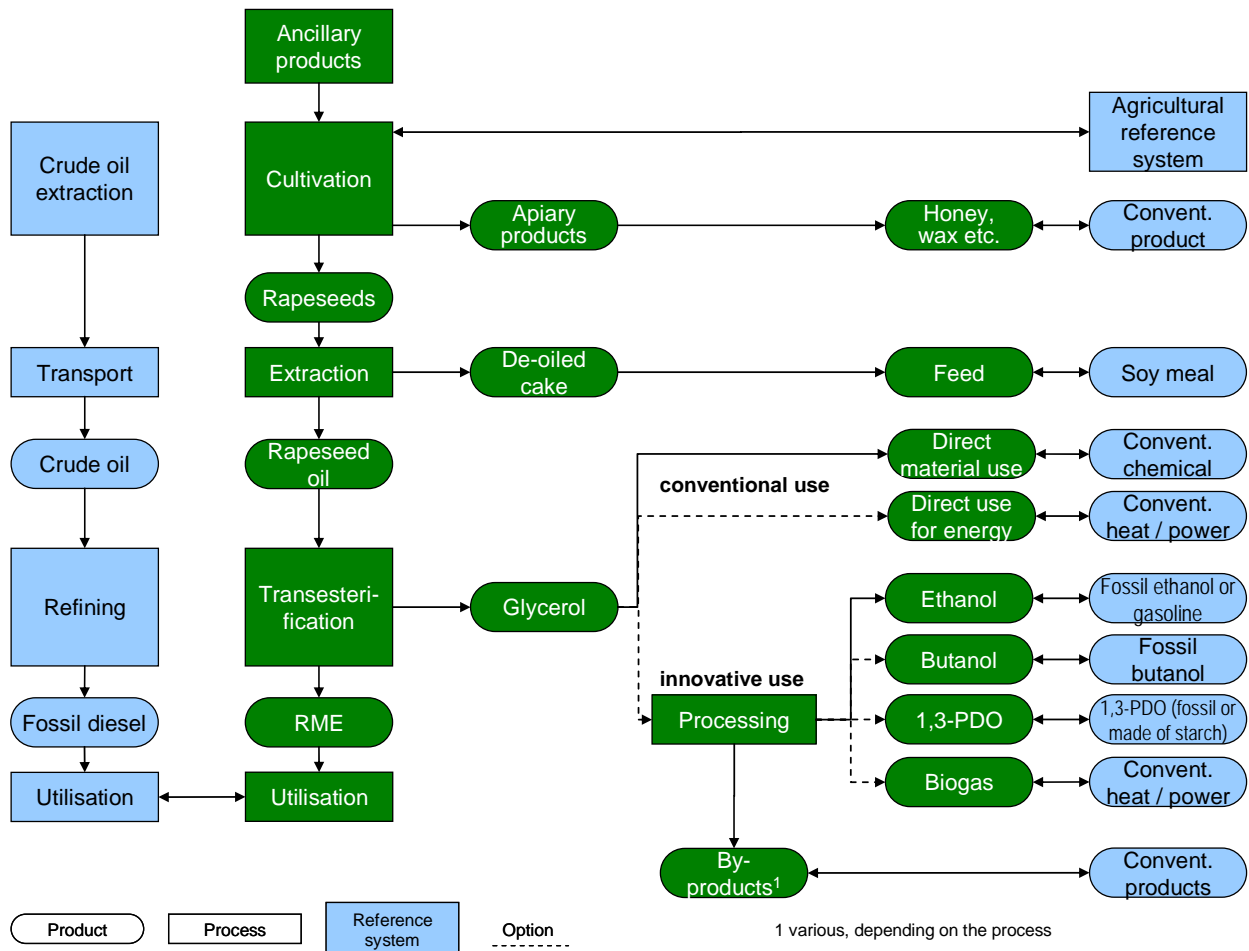 Ancillary
products
Crude oil
extraction
Cultivation
Agricultural
reference
system
Apiary
products
Honey,
wax etc.
Convent.
product
Rapeseeds
Transport
Extraction
De-oiled
cake
Feed
Soy meal
Crude oil
Rapeseed
oil
conventional use
Direct
material use
Convent.
chemical
Direct use
for energy
Convent.
heat / power
Refining
Transesteri-
fication
Glycerol
Ethanol
Fossil ethanol or
gasoline
Butanol
Fossil
butanol
innovative use
Fossil diesel
RME
Processing
1,3-PDO
1,3-PDO (fossil or
made of starch)
Utilisation
Utilisation
Biogas
Convent.
heat / power
By-
products1
Convent.
products
Product
Process
Reference
system
Option
1 various, depending on the process